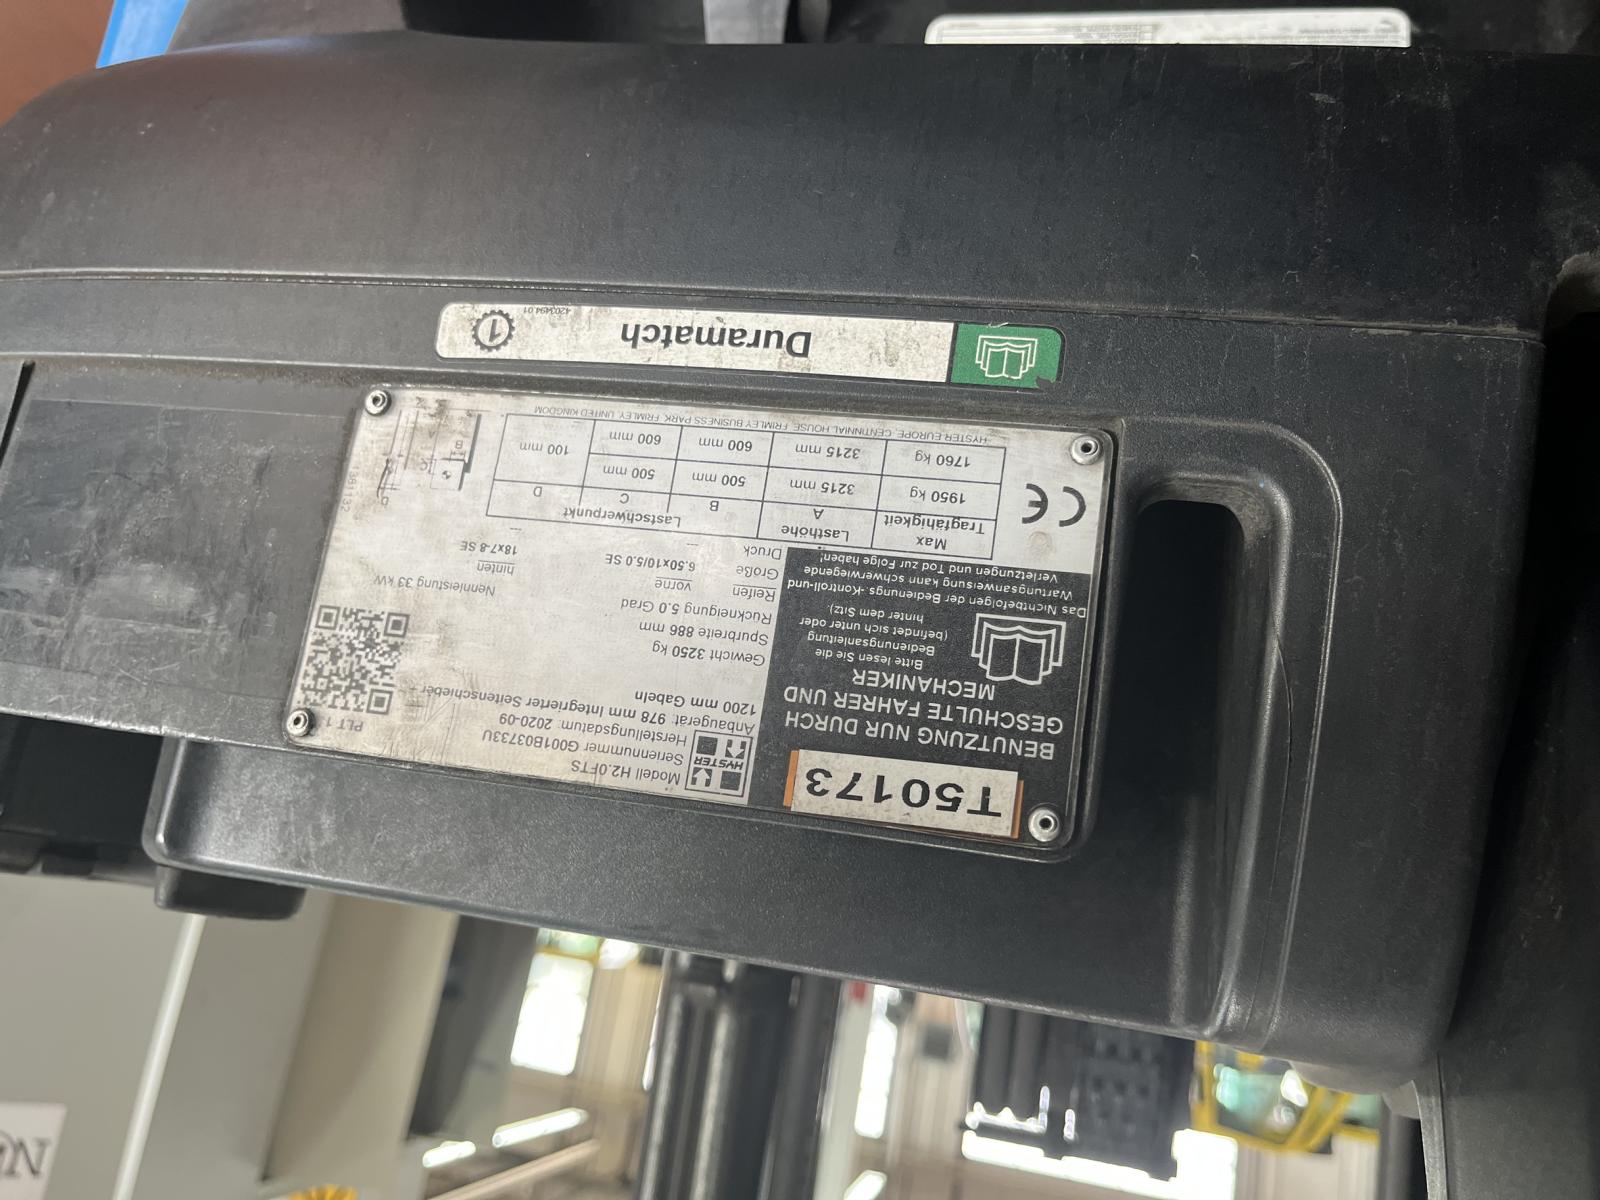 T50173
BENUTZUNG NUR DURCH
GESCHULTE FAHRER UND
MECHANIKER
Bitte lesen Sie die
Bedienungsanleitung
(befindet sich unter oder
hinter dem Sitz).
Das Nichtbefolgen der Bedienungs-, Kontroll-und
Wartungsanweisung kann schwerwiegende
Verletzungen und Tod zur Folge haben!
HYSTER
Modell H2.0FTS
Seriennummer G001B03733U
Herstellungsdatum: 2020-09
Anbaugerät: 978 mm Integrierter Seitenschieber -
1200 mm Gabeln
PLT 1
Gewicht 3250 kg
Spurbreite 886 mm
Rückneigung 5.0 Grad
Nennleistung 33 kW
Reifen vorne hinten
Größe 6.50x10/5.0 SE 18x7-8 SE
Druck – –
Max Tragfähigkeit Lasthöhe A Lastschwerpunkt B C D
1950 kg 3215 mm 500 mm 500 mm 100 mm
1760 kg 3215 mm 600 mm 600 mm
CE
HYSTER EUROPE, CENTENNIAL HOUSE, FRIMLEY BUSINESS PARK, FRIMLEY, UNITED KINGDOM
Duramatch
1
4203494.01